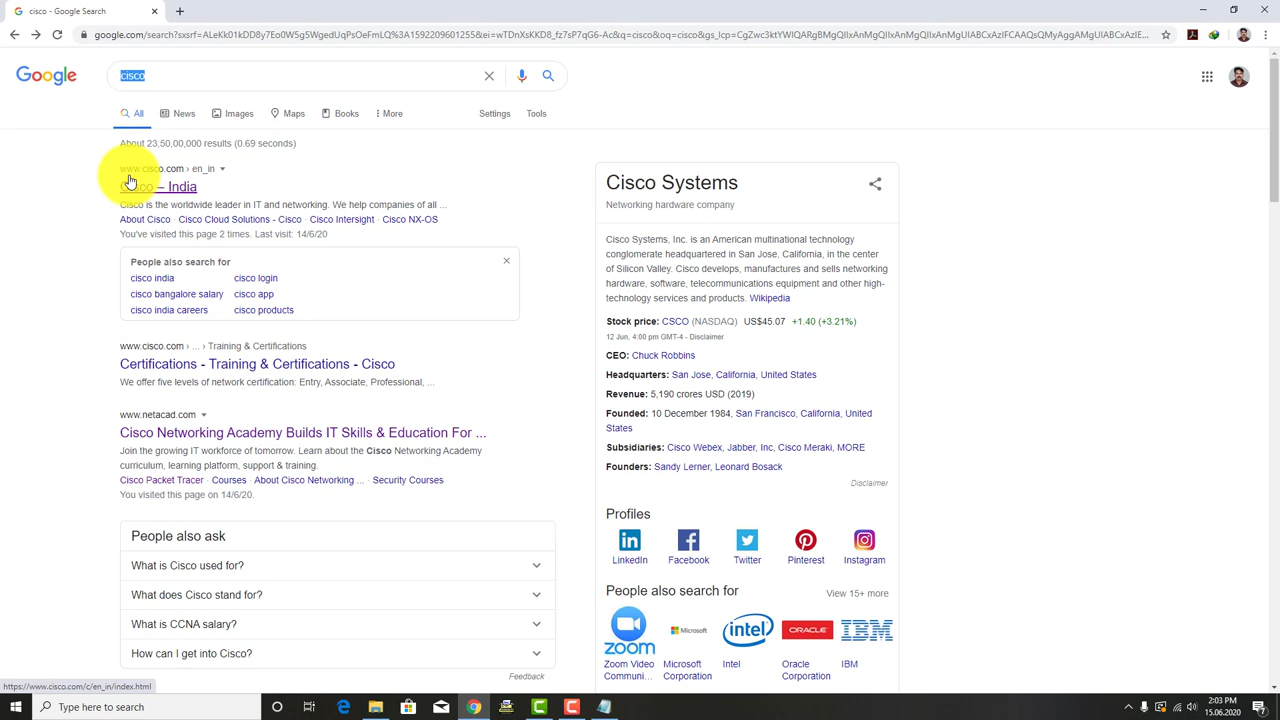 cisco - Google Search
google.com/search?sxsrf=
Google
cisco
All
News
Images
Maps
Books
More
Settings
Tools
About 23,50,00,000 results (0.69 seconds)
www.cisco.com › en_in
Cisco – India
Cisco is the worldwide leader in IT and networking. We help companies of all ...
About Cisco · Cisco Cloud Solutions - Cisco · Cisco Intersight · Cisco NX-OS
You've visited this page 2 times. Last visit: 14/6/20
People also search for
cisco india
cisco login
cisco bangalore salary
cisco app
cisco india careers
cisco products
www.cisco.com › ... › Training & Certifications
Certifications - Training & Certifications - Cisco
We offer five levels of network certification: Entry, Associate, Professional, ...
www.netacad.com
Cisco Networking Academy Builds IT Skills & Education For ...
Join the growing IT workforce of tomorrow. Learn about the Cisco Networking Academy
curriculum, learning platform, support & training.
Cisco Packet Tracer · Courses · About Cisco Networking ... · Security Courses
You visited this page on 14/6/20.
People also ask
What is Cisco used for?
What does Cisco stand for?
What is CCNA salary?
How can I get into Cisco?
Feedback
Cisco Systems
Networking hardware company
Cisco Systems, Inc. is an American multinational technology
conglomerate headquartered in San Jose, California, in the center
of Silicon Valley. Cisco develops, manufactures and sells networking
hardware, software, telecommunications equipment and other high-
technology services and products. Wikipedia
Stock price: CSCO (NASDAQ) US$45.07 +1.40 (+3.21%)
12 Jun. 4:00 pm GMT-4 - Disclaimer
CEO: Chuck Robbins
Headquarters: San Jose, California, United States
Revenue: 5,190 crores USD (2019)
Founded: 10 December 1984, San Francisco, California, United
States
Subsidiaries: Cisco Webex, Jabber, Inc, Cisco Meraki, MORE
Founders: Sandy Lerner, Leonard Bosack
Disclaimer
Profiles
LinkedIn
Facebook
Twitter
Pinterest
Instagram
People also search for
View 15+ more
zoom
Microsoft
intel
ORACLE
IBM
Zoom Video
Communi...
Microsoft
Corporation
Intel
Oracle
Corporation
IBM
https://www.cisco.com/c/en_in/index.html
Type here to search
2:03 PM
15.06.2020